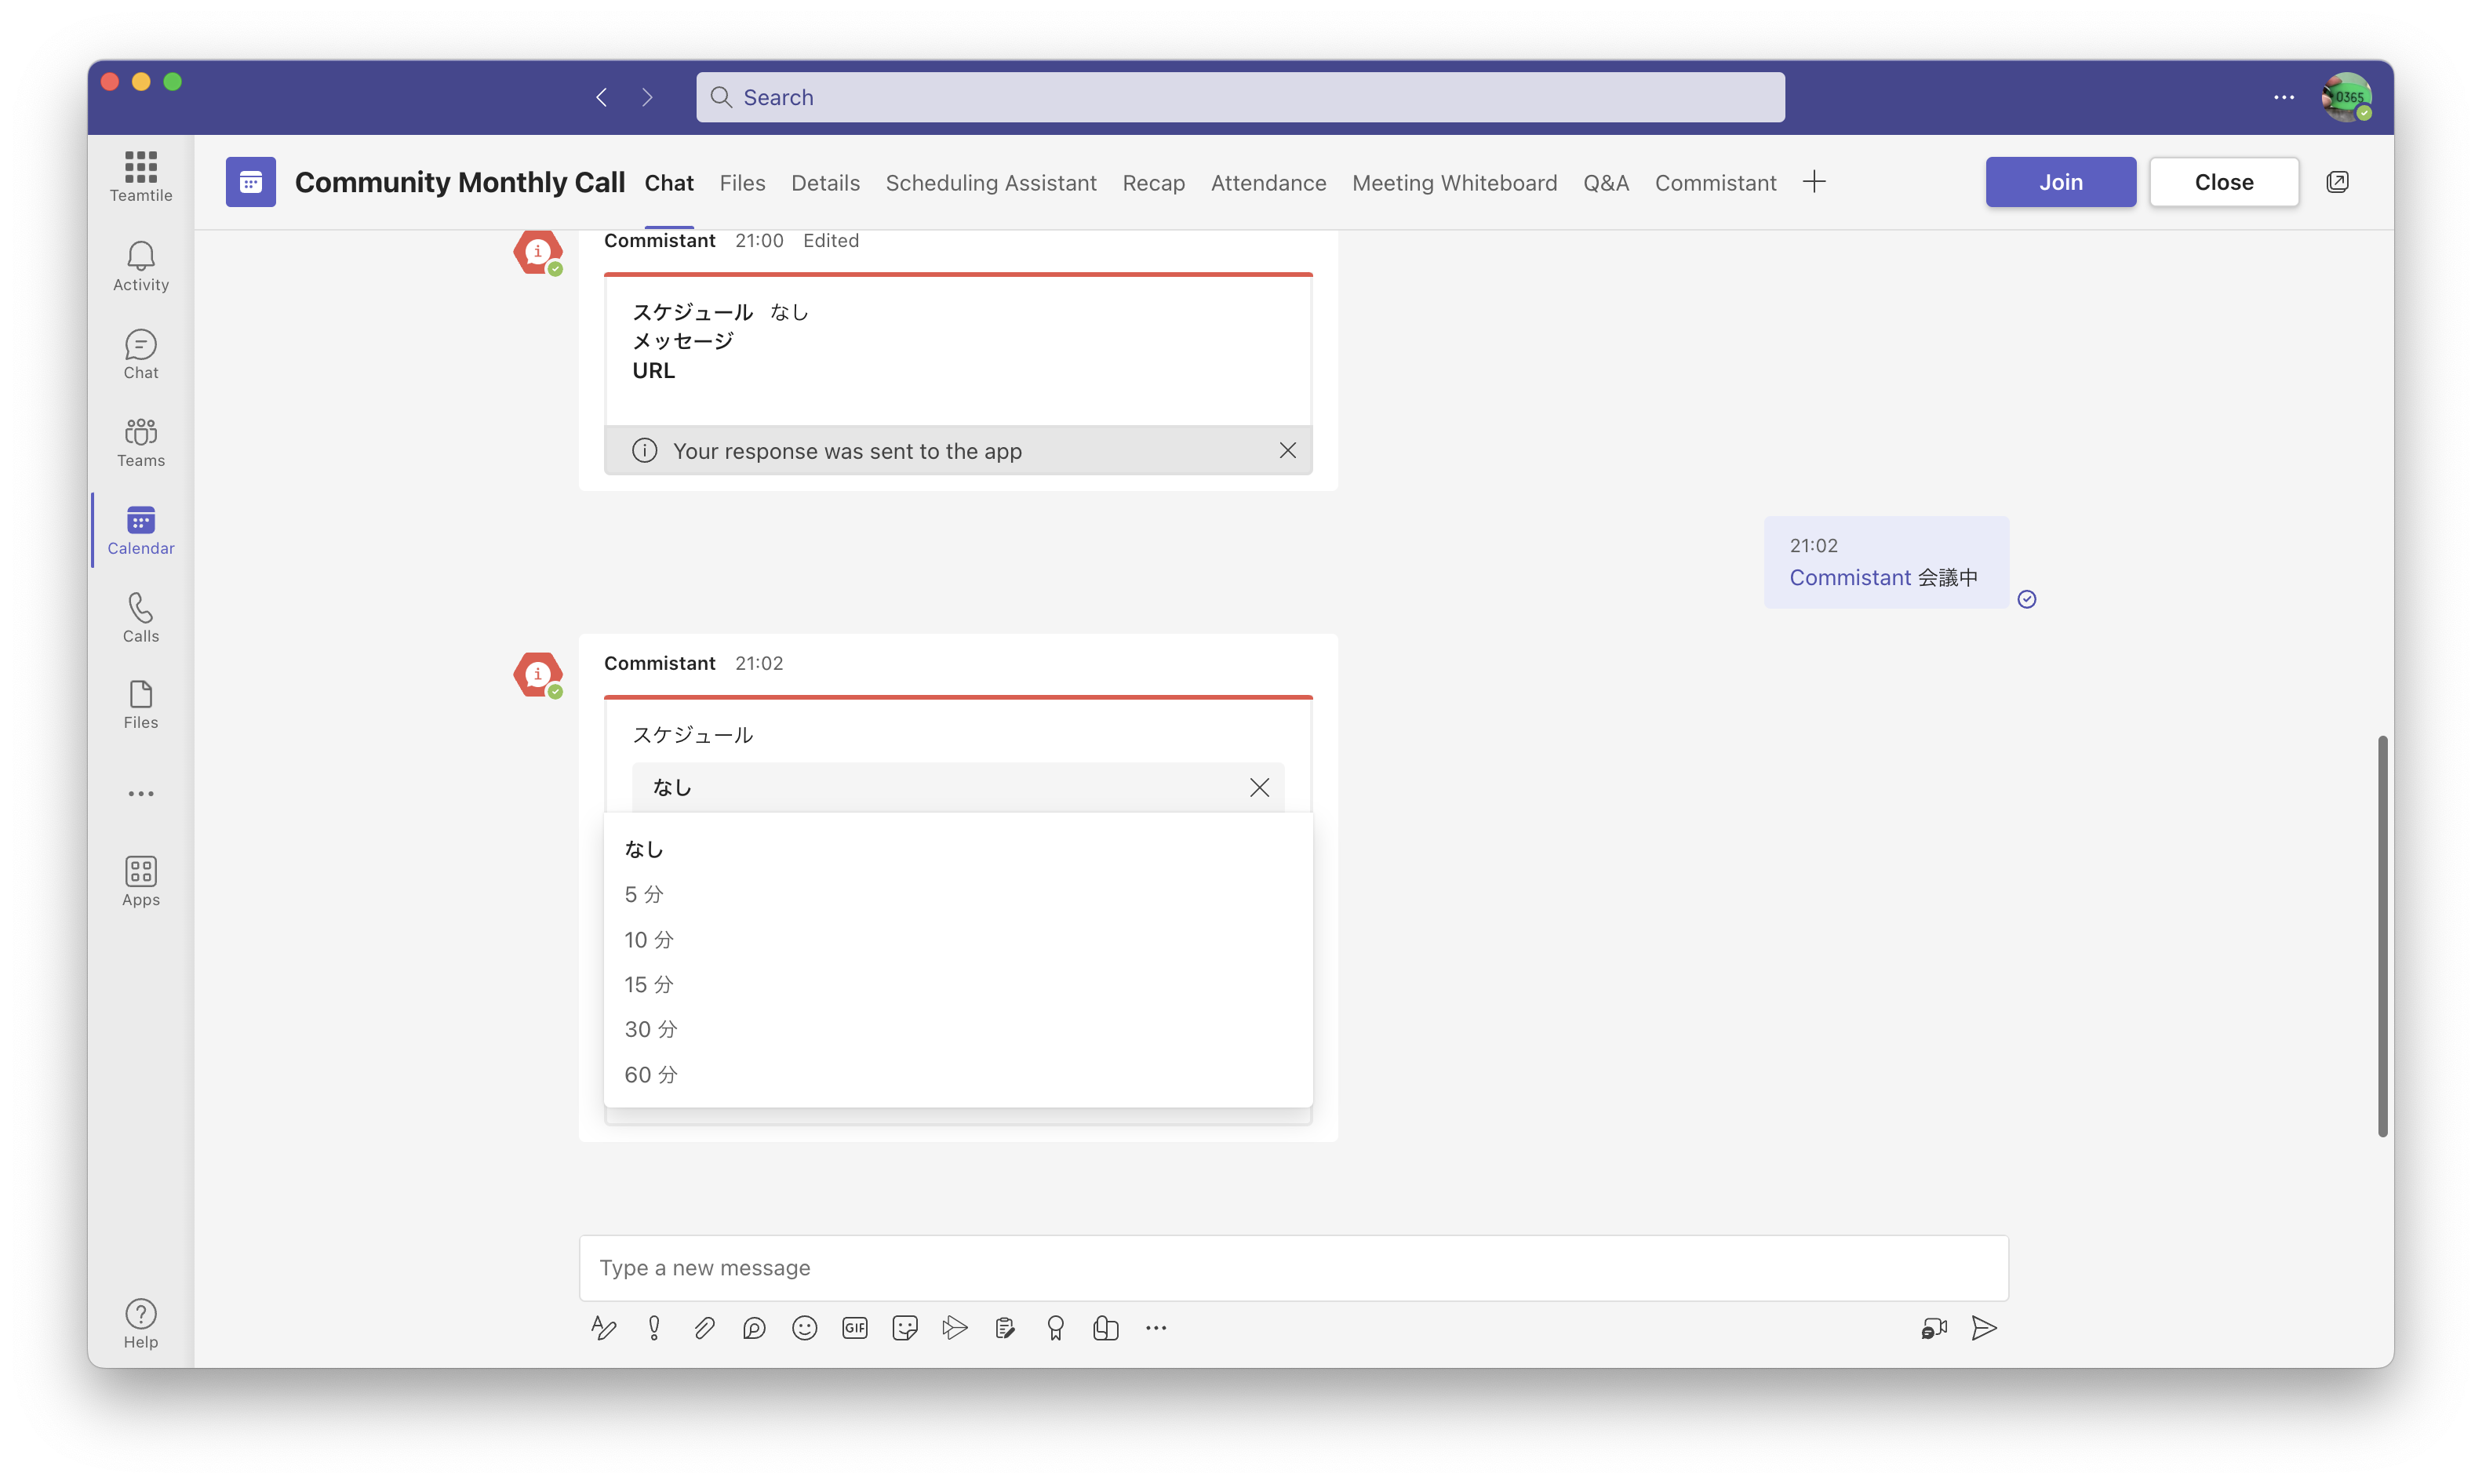 Search
0365
Teamtile
Activity
Chat
Teams
Calendar
Calls
Files
Apps
Help
Community Monthly Call Chat Files Details Scheduling Assistant Recap Attendance Meeting Whiteboard Q&A Commistant
Join Close
Commistant 21:00 Edited
スケジュール なし
メッセージ
URL
Your response was sent to the app
21:02
Commistant 会議中
Commistant 21:02
スケジュール
なし
なし
5 分
10 分
15 分
30 分
60 分
Type a new message
GIF